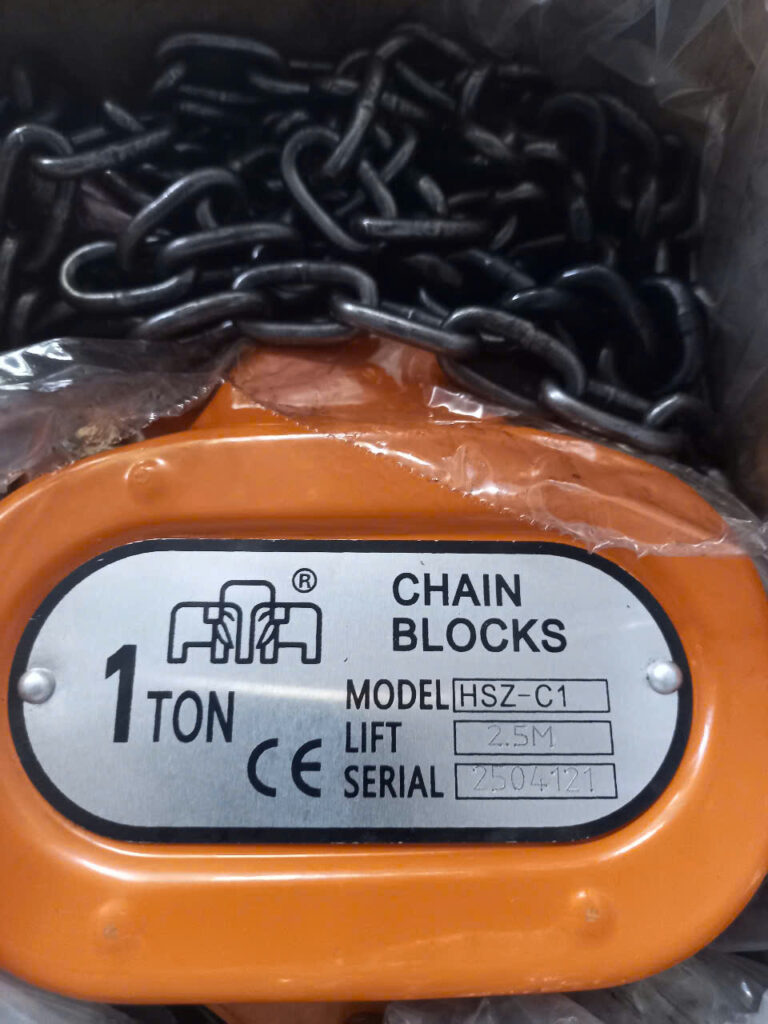 ®
CHAIN
BLOCKS
1 TON
MODEL HSZ-C1
LIFT 2.5M
CE
SERIAL 2504121